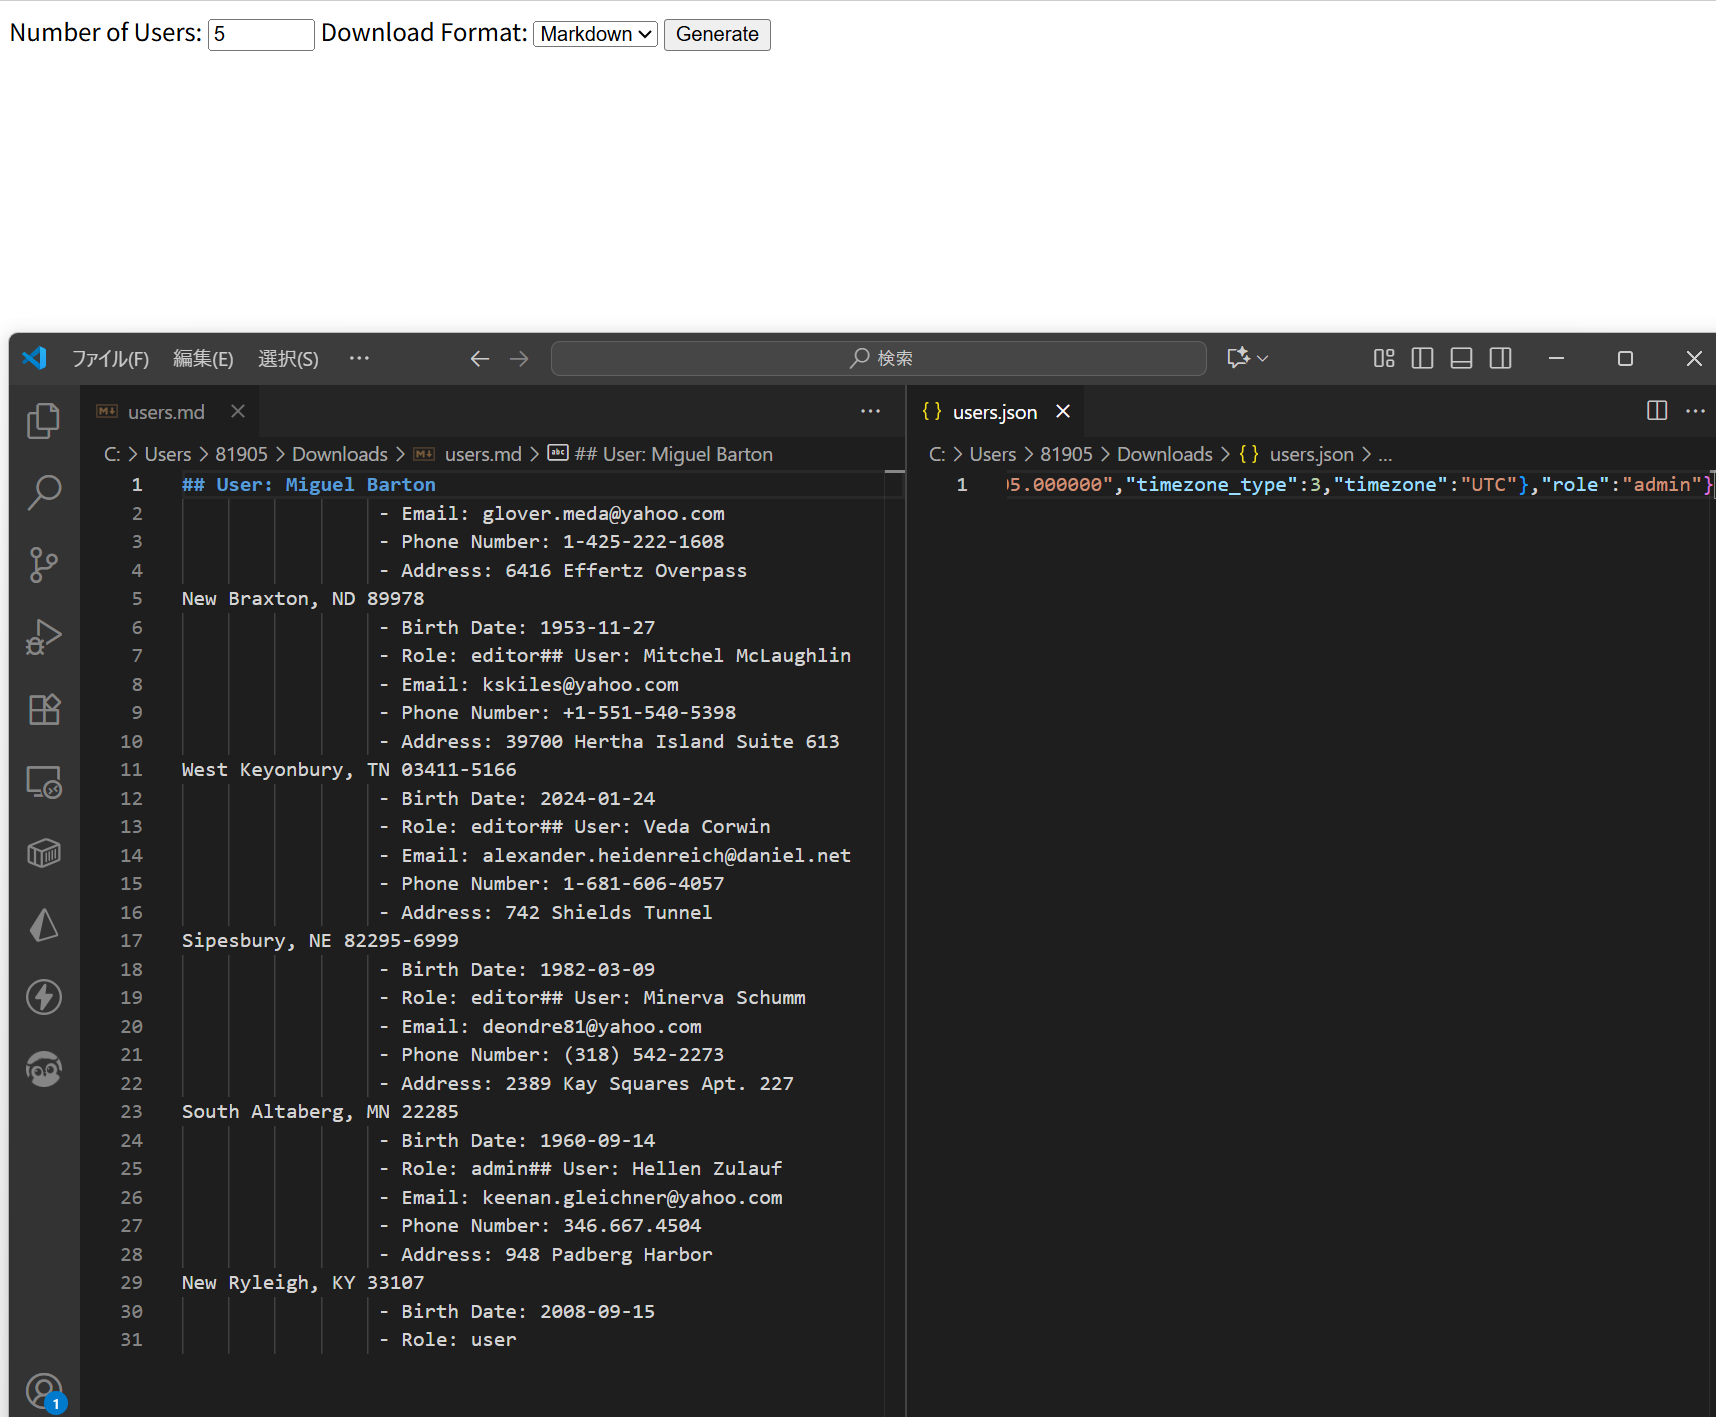 Number of Users: 5 Download Format: Markdown Generate
ファイル(F) 編集(E) 選択(S) ··· 検索
users.md
C: > Users > 81905 > Downloads > users.md > ## User: Miguel Barton
1 ## User: Miguel Barton
2 - Email: glover.meda@yahoo.com
3 - Phone Number: 1-425-222-1608
4 - Address: 6416 Effertz Overpass
5 New Braxton, ND 89978
6 - Birth Date: 1953-11-27
7 - Role: editor## User: Mitchel McLaughlin
8 - Email: kskiles@yahoo.com
9 - Phone Number: +1-551-540-5398
10 - Address: 39700 Hertha Island Suite 613
11 West Keyonbury, TN 03411-5166
12 - Birth Date: 2024-01-24
13 - Role: editor## User: Veda Corwin
14 - Email: alexander.heidenreich@daniel.net
15 - Phone Number: 1-681-606-4057
16 - Address: 742 Shields Tunnel
17 Sipesbury, NE 82295-6999
18 - Birth Date: 1982-03-09
19 - Role: editor## User: Minerva Schumm
20 - Email: deondre81@yahoo.com
21 - Phone Number: (318) 542-2273
22 - Address: 2389 Kay Squares Apt. 227
23 South Altaberg, MN 22285
24 - Birth Date: 1960-09-14
25 - Role: admin## User: Hellen Zulauf
26 - Email: keenan.gleichner@yahoo.com
27 - Phone Number: 346.667.4504
28 - Address: 948 Padberg Harbor
29 New Ryleigh, KY 33107
30 - Birth Date: 2008-09-15
31 - Role: user
{ } users.json
C: > Users > 81905 > Downloads > { } users.json > ...
1 5.000000","timezone_type":3,"timezone":"UTC"},"role":"admin"}
1